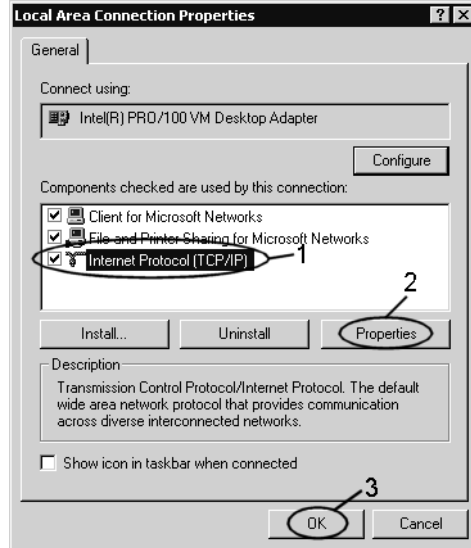 Local Area Connection Properties
General
Connect using:
Intel(R) PRO/100 VM Desktop Adapter
Configure
Components checked are used by this connection:
Client for Microsoft Networks
File and Printer Sharing for Microsoft Networks
Internet Protocol (TCP/IP)
1
2
Install...
Uninstall
Properties
Description
Transmission Control Protocol/Internet Protocol. The default
wide area network protocol that provides communication
across diverse interconnected networks.
Show icon in taskbar when connected
3
OK
Cancel